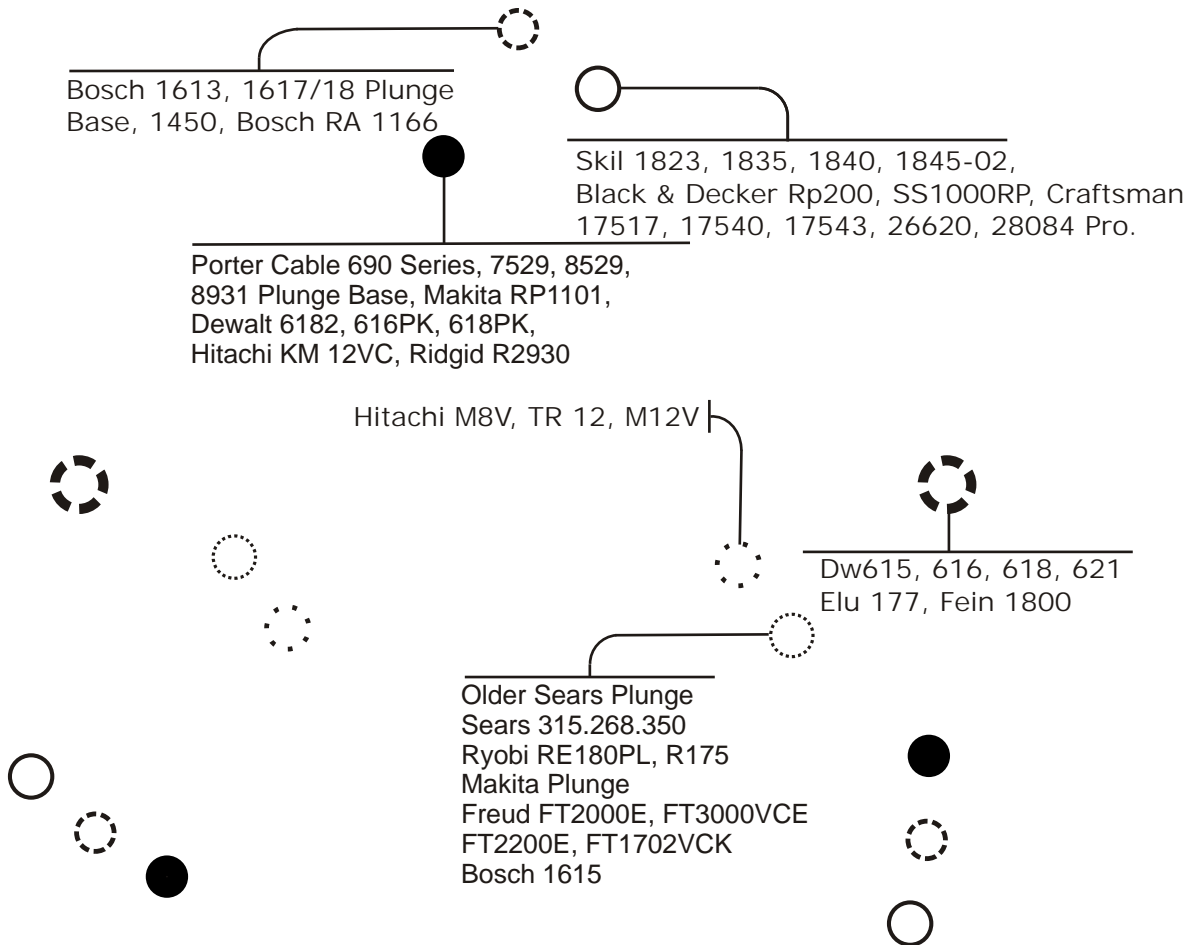 Bosch 1613, 1617/18 Plunge
Base, 1450, Bosch RA 1166
Skil 1823, 1835, 1840, 1845-02,
Black & Decker Rp200, SS1000RP, Craftsman
17517, 17540, 17543, 26620, 28084 Pro.
Porter Cable 690 Series, 7529, 8529,
8931 Plunge Base, Makita RP1101,
Dewalt 6182, 616PK, 618PK,
Hitachi KM 12VC, Ridgid R2930
Hitachi M8V, TR 12, M12V
Dw615, 616, 618, 621
Elu 177, Fein 1800
Older Sears Plunge
Sears 315.268.350
Ryobi RE180PL, R175
Makita Plunge
Freud FT2000E, FT3000VCE
FT2200E, FT1702VCK
Bosch 1615